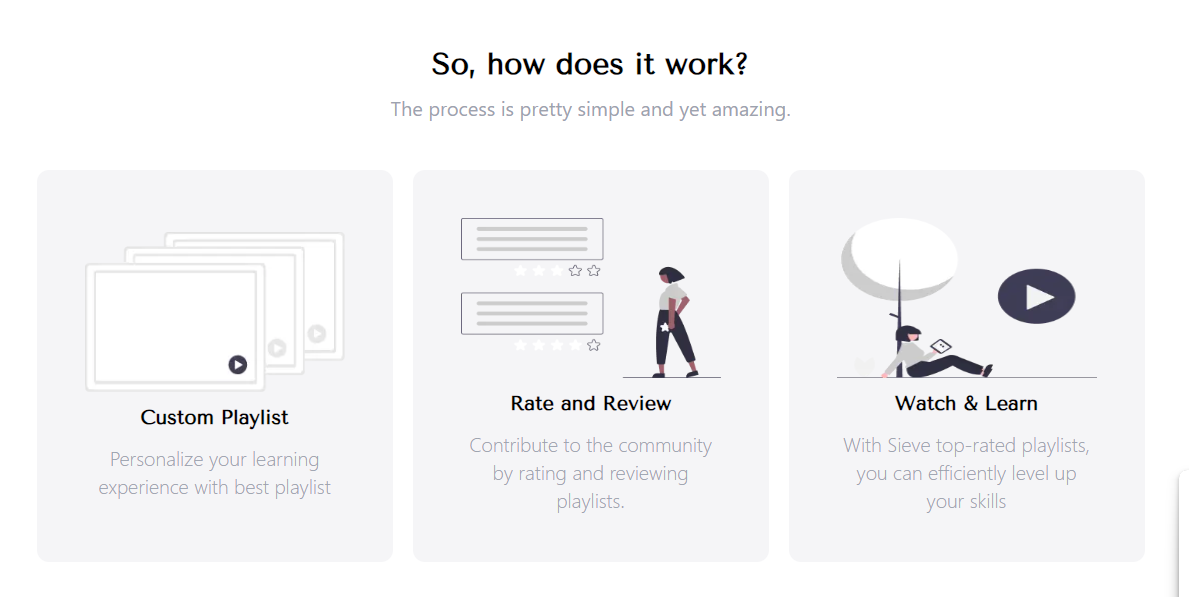 So, how does it work?
The process is pretty simple and yet amazing.
Custom Playlist
Personalize your learning
experience with best playlist
Rate and Review
Contribute to the community
by rating and reviewing
playlists.
Watch & Learn
With Sieve top-rated playlists,
you can efficiently level up
your skills